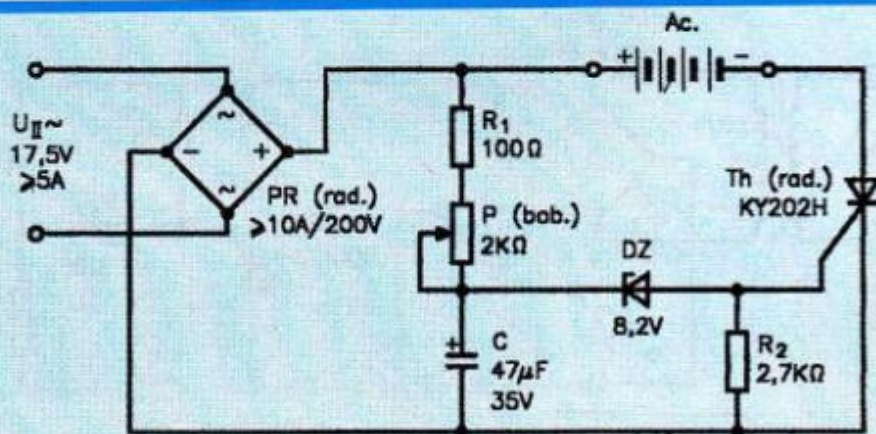 Ac.
+ -
U_II~
17,5V
≥5A
~
- +
~
PR (rad.)
≥10A/200V
R₁
100Ω
P (bob.)
2KΩ
Th (rad.)
KY202H
DZ
8,2V
+ C
47µF
35V
R₂
2,7KΩ